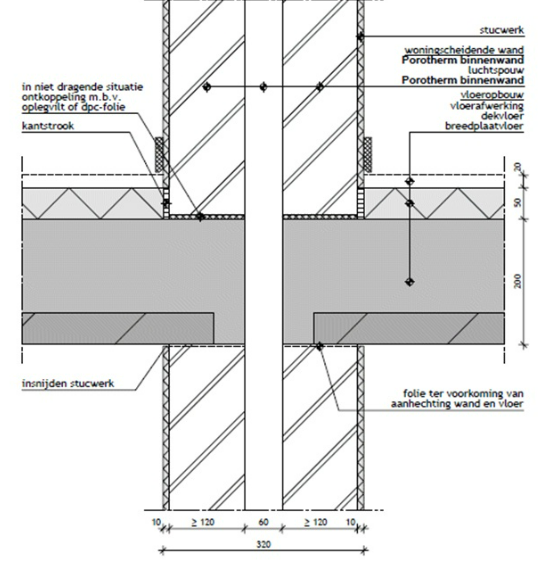 stucwerk
woningscheidende wand
Porotherm binnenwand
luchtspouw
Porotherm binnenwand
vloeropbouw
vloerafwerking
dekvloer
breedplaatvloer
in niet dragende situatie
ontkoppeling m.b.v.
oplegvilt of dpc-folie
kantstrook
20
50
200
insnijden stucwerk
folie ter voorkoming van
aanhechting wand en vloer
10 ≥ 120 60 ≥ 120 10
320